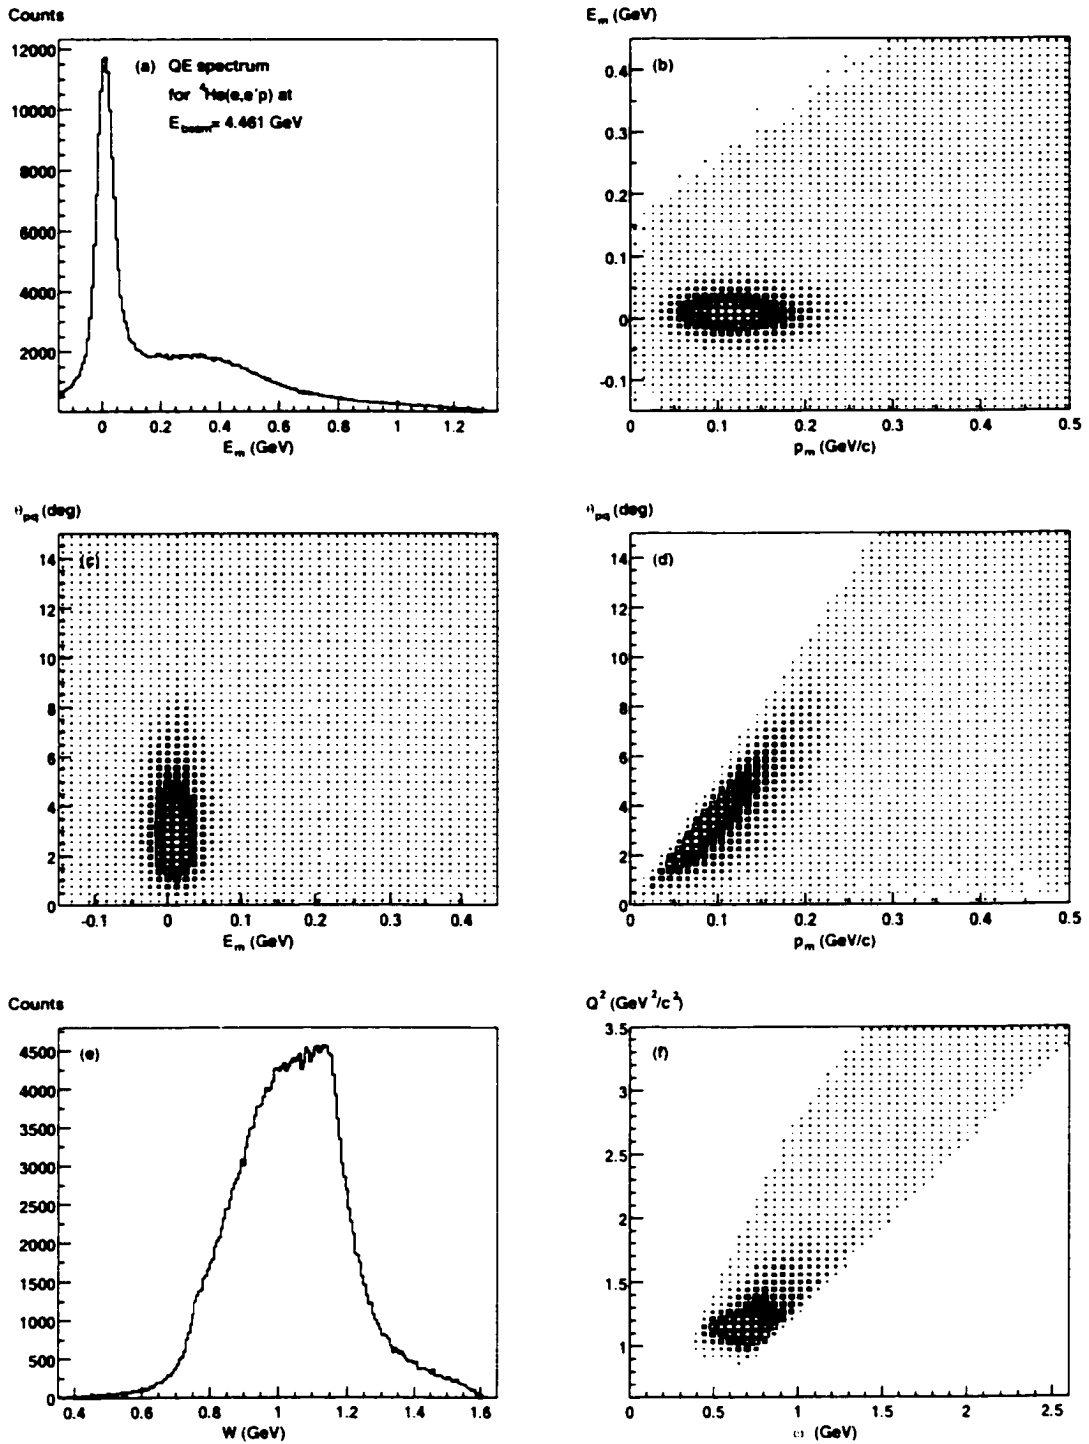 Counts
12000
10000
8000
6000
4000
2000
(a) QE spectrum
for ⁴He(e,e'p) at
E_beam= 4.461 GeV
0 0.2 0.4 0.6 0.8 1 1.2
E_m (GeV)
E_m (GeV)
0.4
0.3
0.2
0.1
0
-0.1
(b)
0 0.1 0.2 0.3 0.4 0.5
p_m (GeV/c)
θ_pq (deg)
14
12
10
8
6
4
2
0
(c)
-0.1 0 0.1 0.2 0.3 0.4
E_m (GeV)
θ_pq (deg)
14
12
10
8
6
4
2
0
(d)
0 0.1 0.2 0.3 0.4 0.5
p_m (GeV/c)
Counts
4500
4000
3500
3000
2500
2000
1500
1000
500
0
(e)
0.4 0.6 0.8 1 1.2 1.4 1.6
W (GeV)
Q² (GeV²/c²)
3.5
3
2.5
2
1.5
1
(f)
0 0.5 1 1.5 2 2.5
ω (GeV)